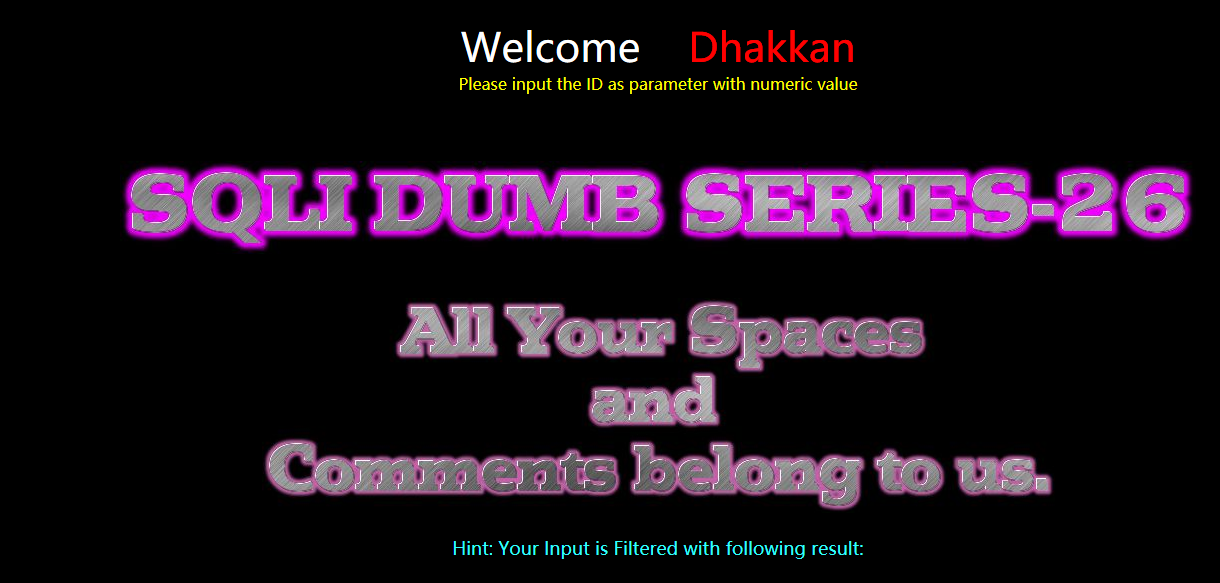 Welcome Dhakkan
Please input the ID as parameter with numeric value
SQLI DUMB SERIES-26
All Your Spaces
and
Comments belong to us.
Hint: Your Input is Filtered with following result: